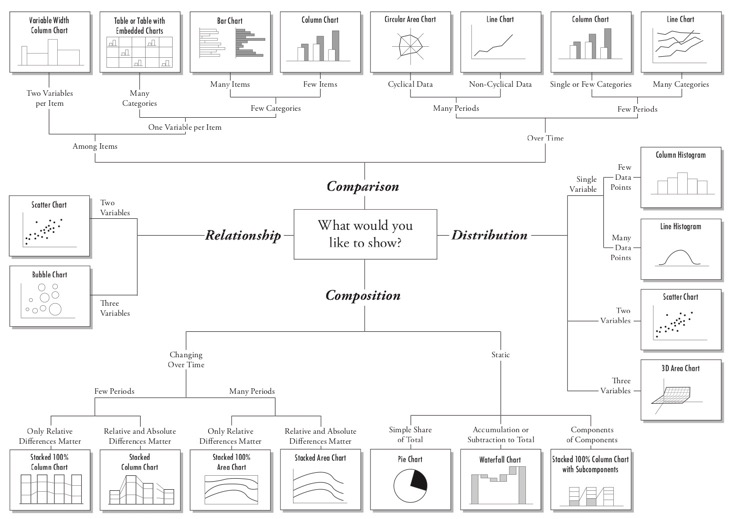 Variable Width
Column Chart
Table or Table with
Embedded Charts
Bar Chart
Column Chart
Circular Area Chart
Line Chart
Column Chart
Line Chart
Two Variables
per Item
Many
Categories
Many Items
Few Items
Cyclical Data
Non-Cyclical Data
Single or Few Categories
Many Categories
Few Categories
Many Periods
Few Periods
One Variable per Item
Among Items
Over Time
Comparison
What would you
like to show?
Relationship
Scatter Chart
Two
Variables
Bubble Chart
Three
Variables
Distribution
Single
Variable
Few
Data
Points
Column Histogram
Many
Data
Points
Line Histogram
Two
Variables
Scatter Chart
Three
Variables
3D Area Chart
Composition
Changing
Over Time
Static
Few Periods
Many Periods
Only Relative
Differences Matter
Relative and Absolute
Differences Matter
Only Relative
Differences Matter
Relative and Absolute
Differences Matter
Simple Share
of Total
Accumulation or
Subtraction to Total
Components
of Components
Stacked 100%
Column Chart
Stacked
Column Chart
Stacked 100%
Area Chart
Stacked Area Chart
Pie Chart
Waterfall Chart
Stacked 100% Column Chart
with Subcomponents